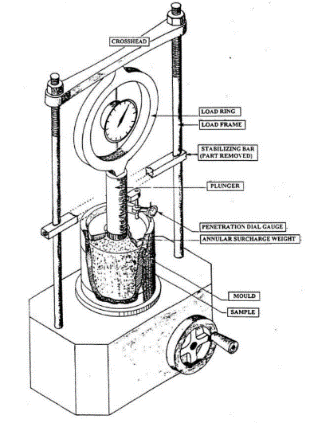 CROSSHEAD
LOAD RING
LOAD FRAME
STABILIZING BAR
(PART REMOVED)
PLUNGER
PENETRATION DIAL GAUGE
ANNULAR SURCHARGE WEIGHT
MOULD
SAMPLE